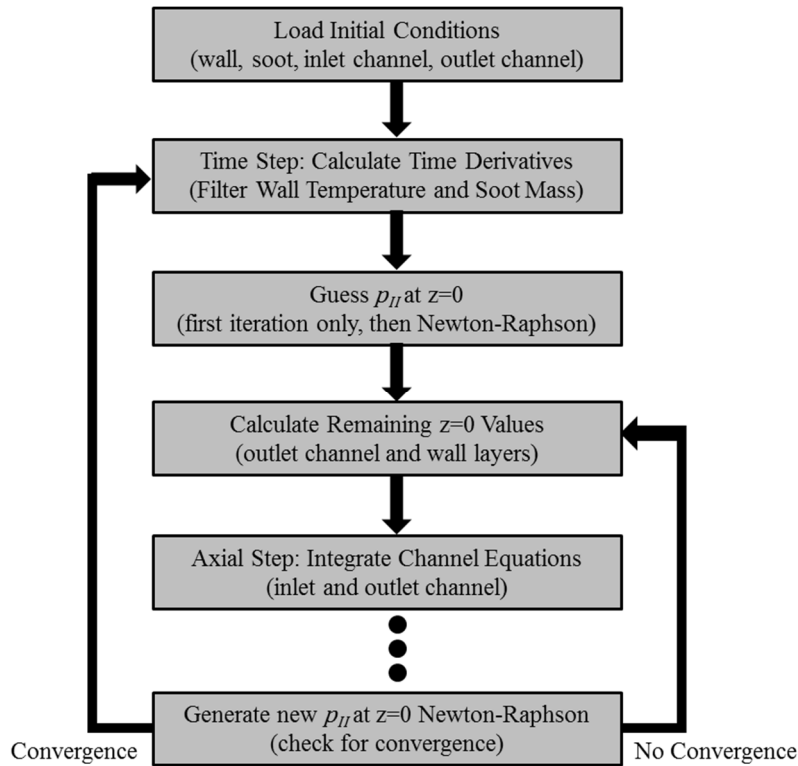 Load Initial Conditions
(wall, soot, inlet channel, outlet channel)
Time Step: Calculate Time Derivatives
(Filter Wall Temperature and Soot Mass)
Guess p_II at z=0
(first iteration only, then Newton-Raphson)
Calculate Remaining z=0 Values
(outlet channel and wall layers)
Axial Step: Integrate Channel Equations
(inlet and outlet channel)
Generate new p_II at z=0 Newton-Raphson
(check for convergence)
Convergence
No Convergence